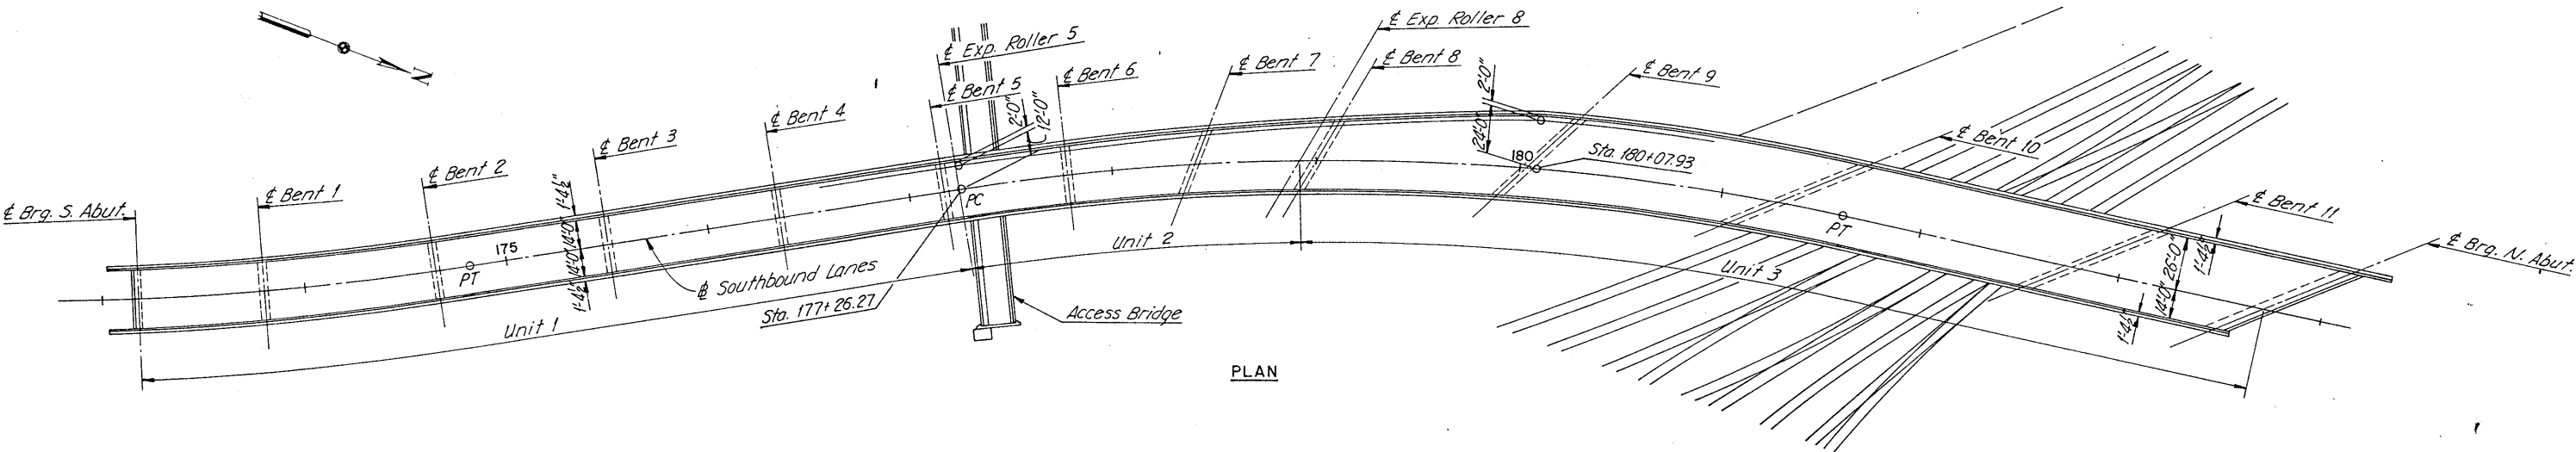 N
℄ Brg. S. Abut.
℄ Bent 1
℄ Bent 2
℄ Bent 3
℄ Bent 4
℄ Exp. Roller 5
℄ Bent 5
℄ Bent 6
℄ Bent 7
℄ Exp. Roller 8
℄ Bent 8
℄ Bent 9
℄ Bent 10
℄ Bent 11
℄ Brg. N. Abut.
1'-4½"
14'-0"
14'-0"
1'-4½"
PT
175
2'-0"
12'-0"
PC
2'-0"
24'-0"
180
Sta. 180+07.93
PT
Southbound Lanes
Sta. 177+26.27
Unit 1
Unit 2
Unit 3
Access Bridge
1'-4½"
26'-0"
14'-0"
1'-4½"
PLAN